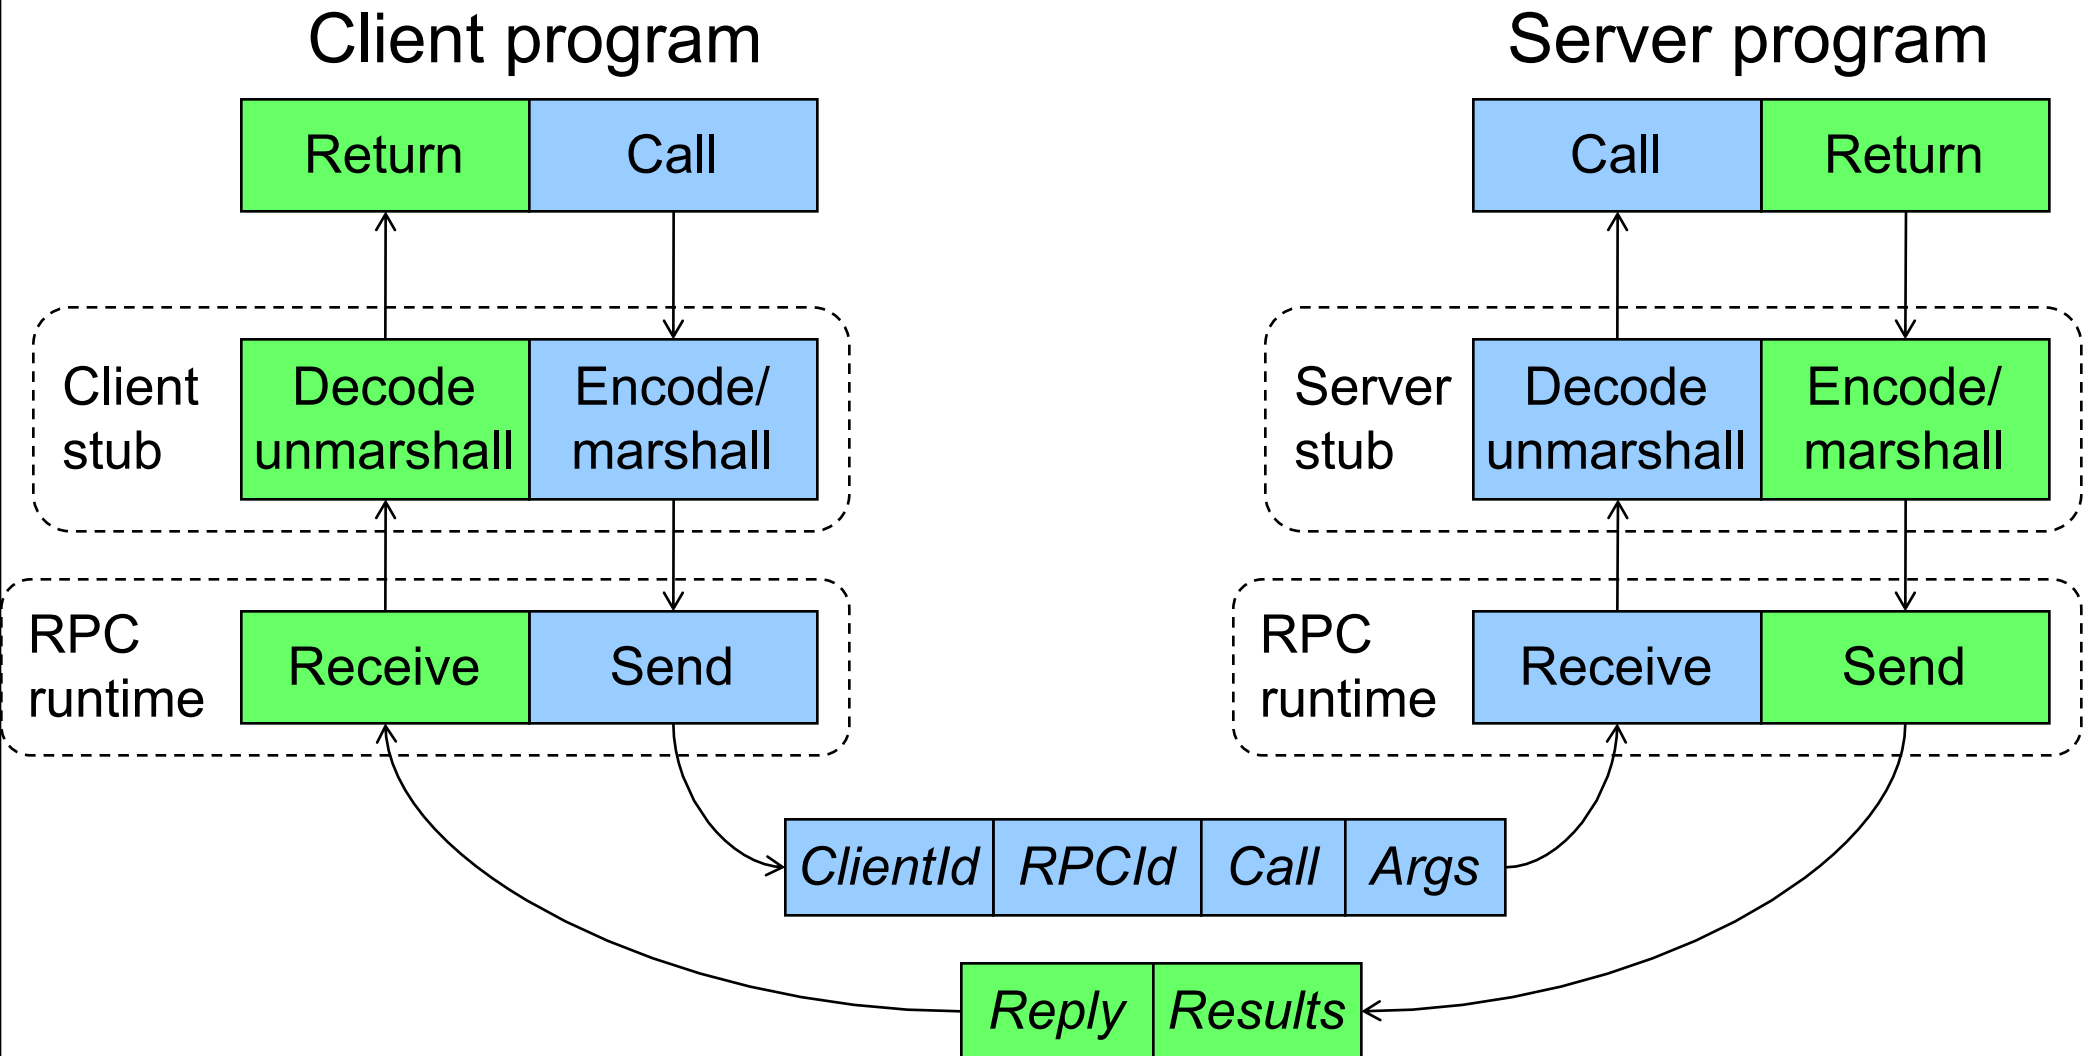 Client program
Server program
Return
Call
Call
Return
Client
stub
Decode
unmarshall
Encode/
marshall
Server
stub
Decode
unmarshall
Encode/
marshall
RPC
runtime
Receive
Send
RPC
runtime
Receive
Send
ClientId
RPCId
Call
Args
Reply
Results